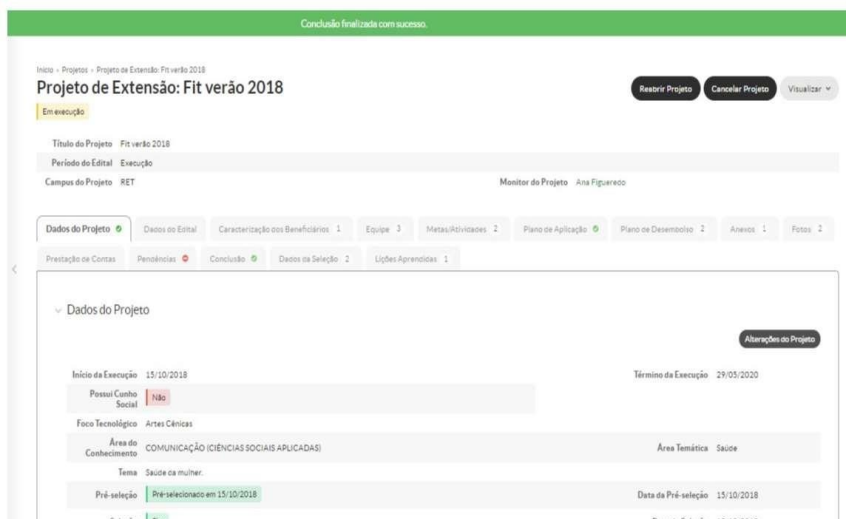 Conclusão finalizada com sucesso.
Início › Projetos › Projeto de Extensão: Fit verão 2018
Projeto de Extensão: Fit verão 2018
Reabrir Projeto Cancelar Projeto Visualizar
Em execução
Título do Projeto Fit verão 2018
Período do Edital Execução
Campus do Projeto RET Monitor do Projeto Ana Figueredo
Dados do Projeto Dados do Edital Caracterização dos Beneficiários 1 Equipe 3 Metas/Atividades 2 Plano de Aplicação Plano de Desembolso 2 Anexos 1 Fotos 2
Prestação de Contas Pendências Conclusão Dados da Seleção 2 Lições Aprendidas 1
Dados do Projeto
Alterações do Projeto
Início da Execução 15/10/2018 Término da Execução 29/05/2020
Possui Cunho Social Não
Foco Tecnológico Artes Cênicas
Área do Conhecimento COMUNICAÇÃO (CIÊNCIAS SOCIAIS APLICADAS) Área Temática Saúde
Tema Saúde da mulher.
Pré-seleção Pré-selecionado em 15/10/2018 Data da Pré-seleção 15/10/2018